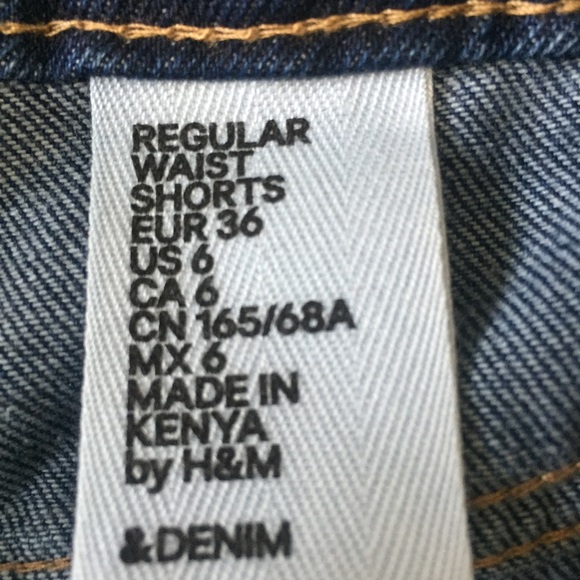 REGULAR
WAIST
SHORTS
EUR 36
US 6
CA 6
CN 165/68A
MX 6
MADE IN
KENYA
by H&M
&DENIM